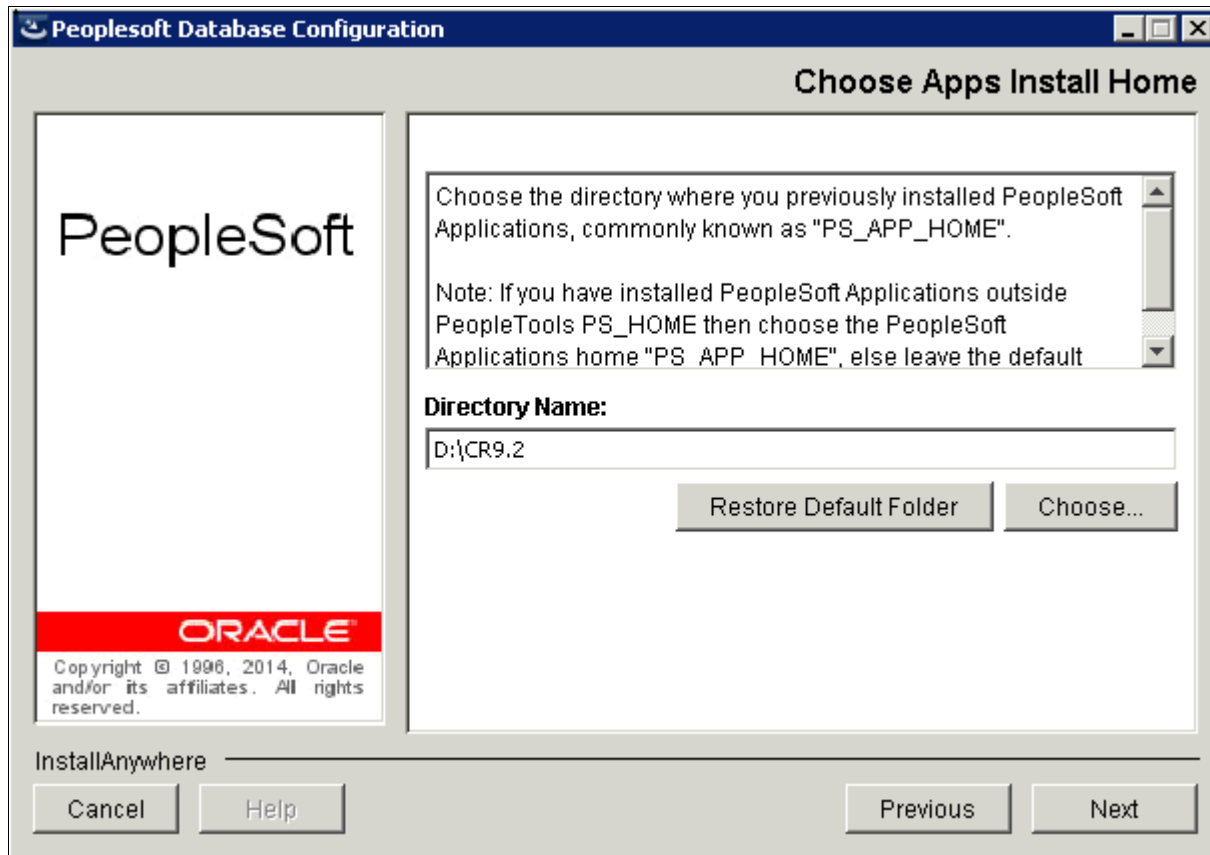 Peoplesoft Database Configuration
Choose Apps Install Home
PeopleSoft
ORACLE
Copyright © 1996, 2014, Oracle
and/or its affiliates. All rights
reserved.
Choose the directory where you previously installed PeopleSoft
Applications, commonly known as "PS_APP_HOME".
Note: If you have installed PeopleSoft Applications outside
PeopleTools PS_HOME then choose the PeopleSoft
Applications home "PS_APP_HOME", else leave the default
Directory Name:
D:\CR9.2
Restore Default Folder
Choose...
InstallAnywhere
Cancel
Help
Previous
Next